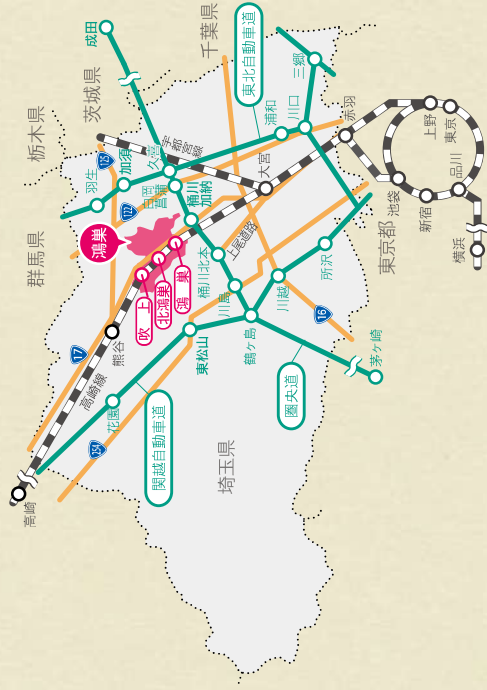 高崎
群馬県
栃木県
17
254
高崎線
熊谷
羽生
125
茨城県
成田
花園
鴻巣
122
加須
吹上
北鴻巣
鴻巣
関越自動車道
白岡
菖蒲
久喜
宇都宮線
千葉県
東松山
桶川
加納
埼玉県
桶川北本
川島
上尾道路
大宮
東北自動車道
浦和
鶴ヶ島
川越
川口
三郷
圏央道
16
所沢
赤羽
茅ヶ崎
東京都
池袋
上野
新宿
東京
品川
横浜